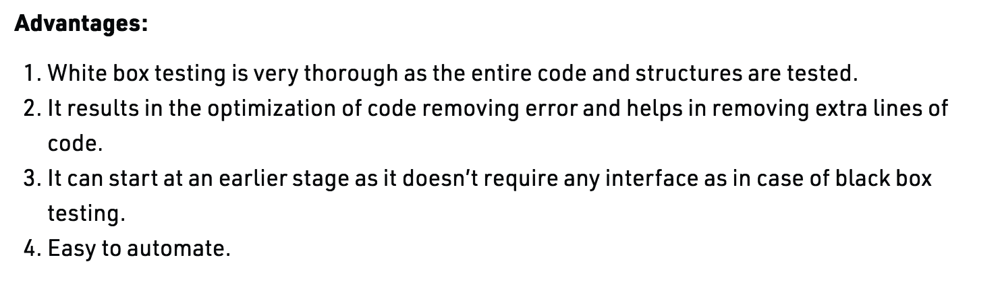 Advantages:
1. White box testing is very thorough as the entire code and structures are tested.
2. It results in the optimization of code removing error and helps in removing extra lines of
code.
3. It can start at an earlier stage as it doesn’t require any interface as in case of black box
testing.
4. Easy to automate.